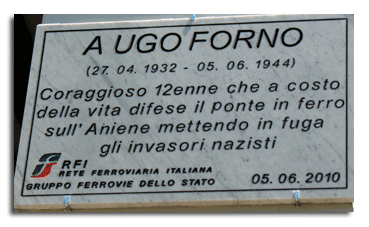 A UGO FORNO
(27. 04. 1932 - 05. 06. 1944)
Coraggioso 12enne che a costo
della vita difese il ponte in ferro
sull'Aniene mettendo in fuga
gli invasori nazisti
RFI
RETE FERROVIARIA ITALIANA
GRUPPO FERROVIE DELLO STATO
05. 06. 2010